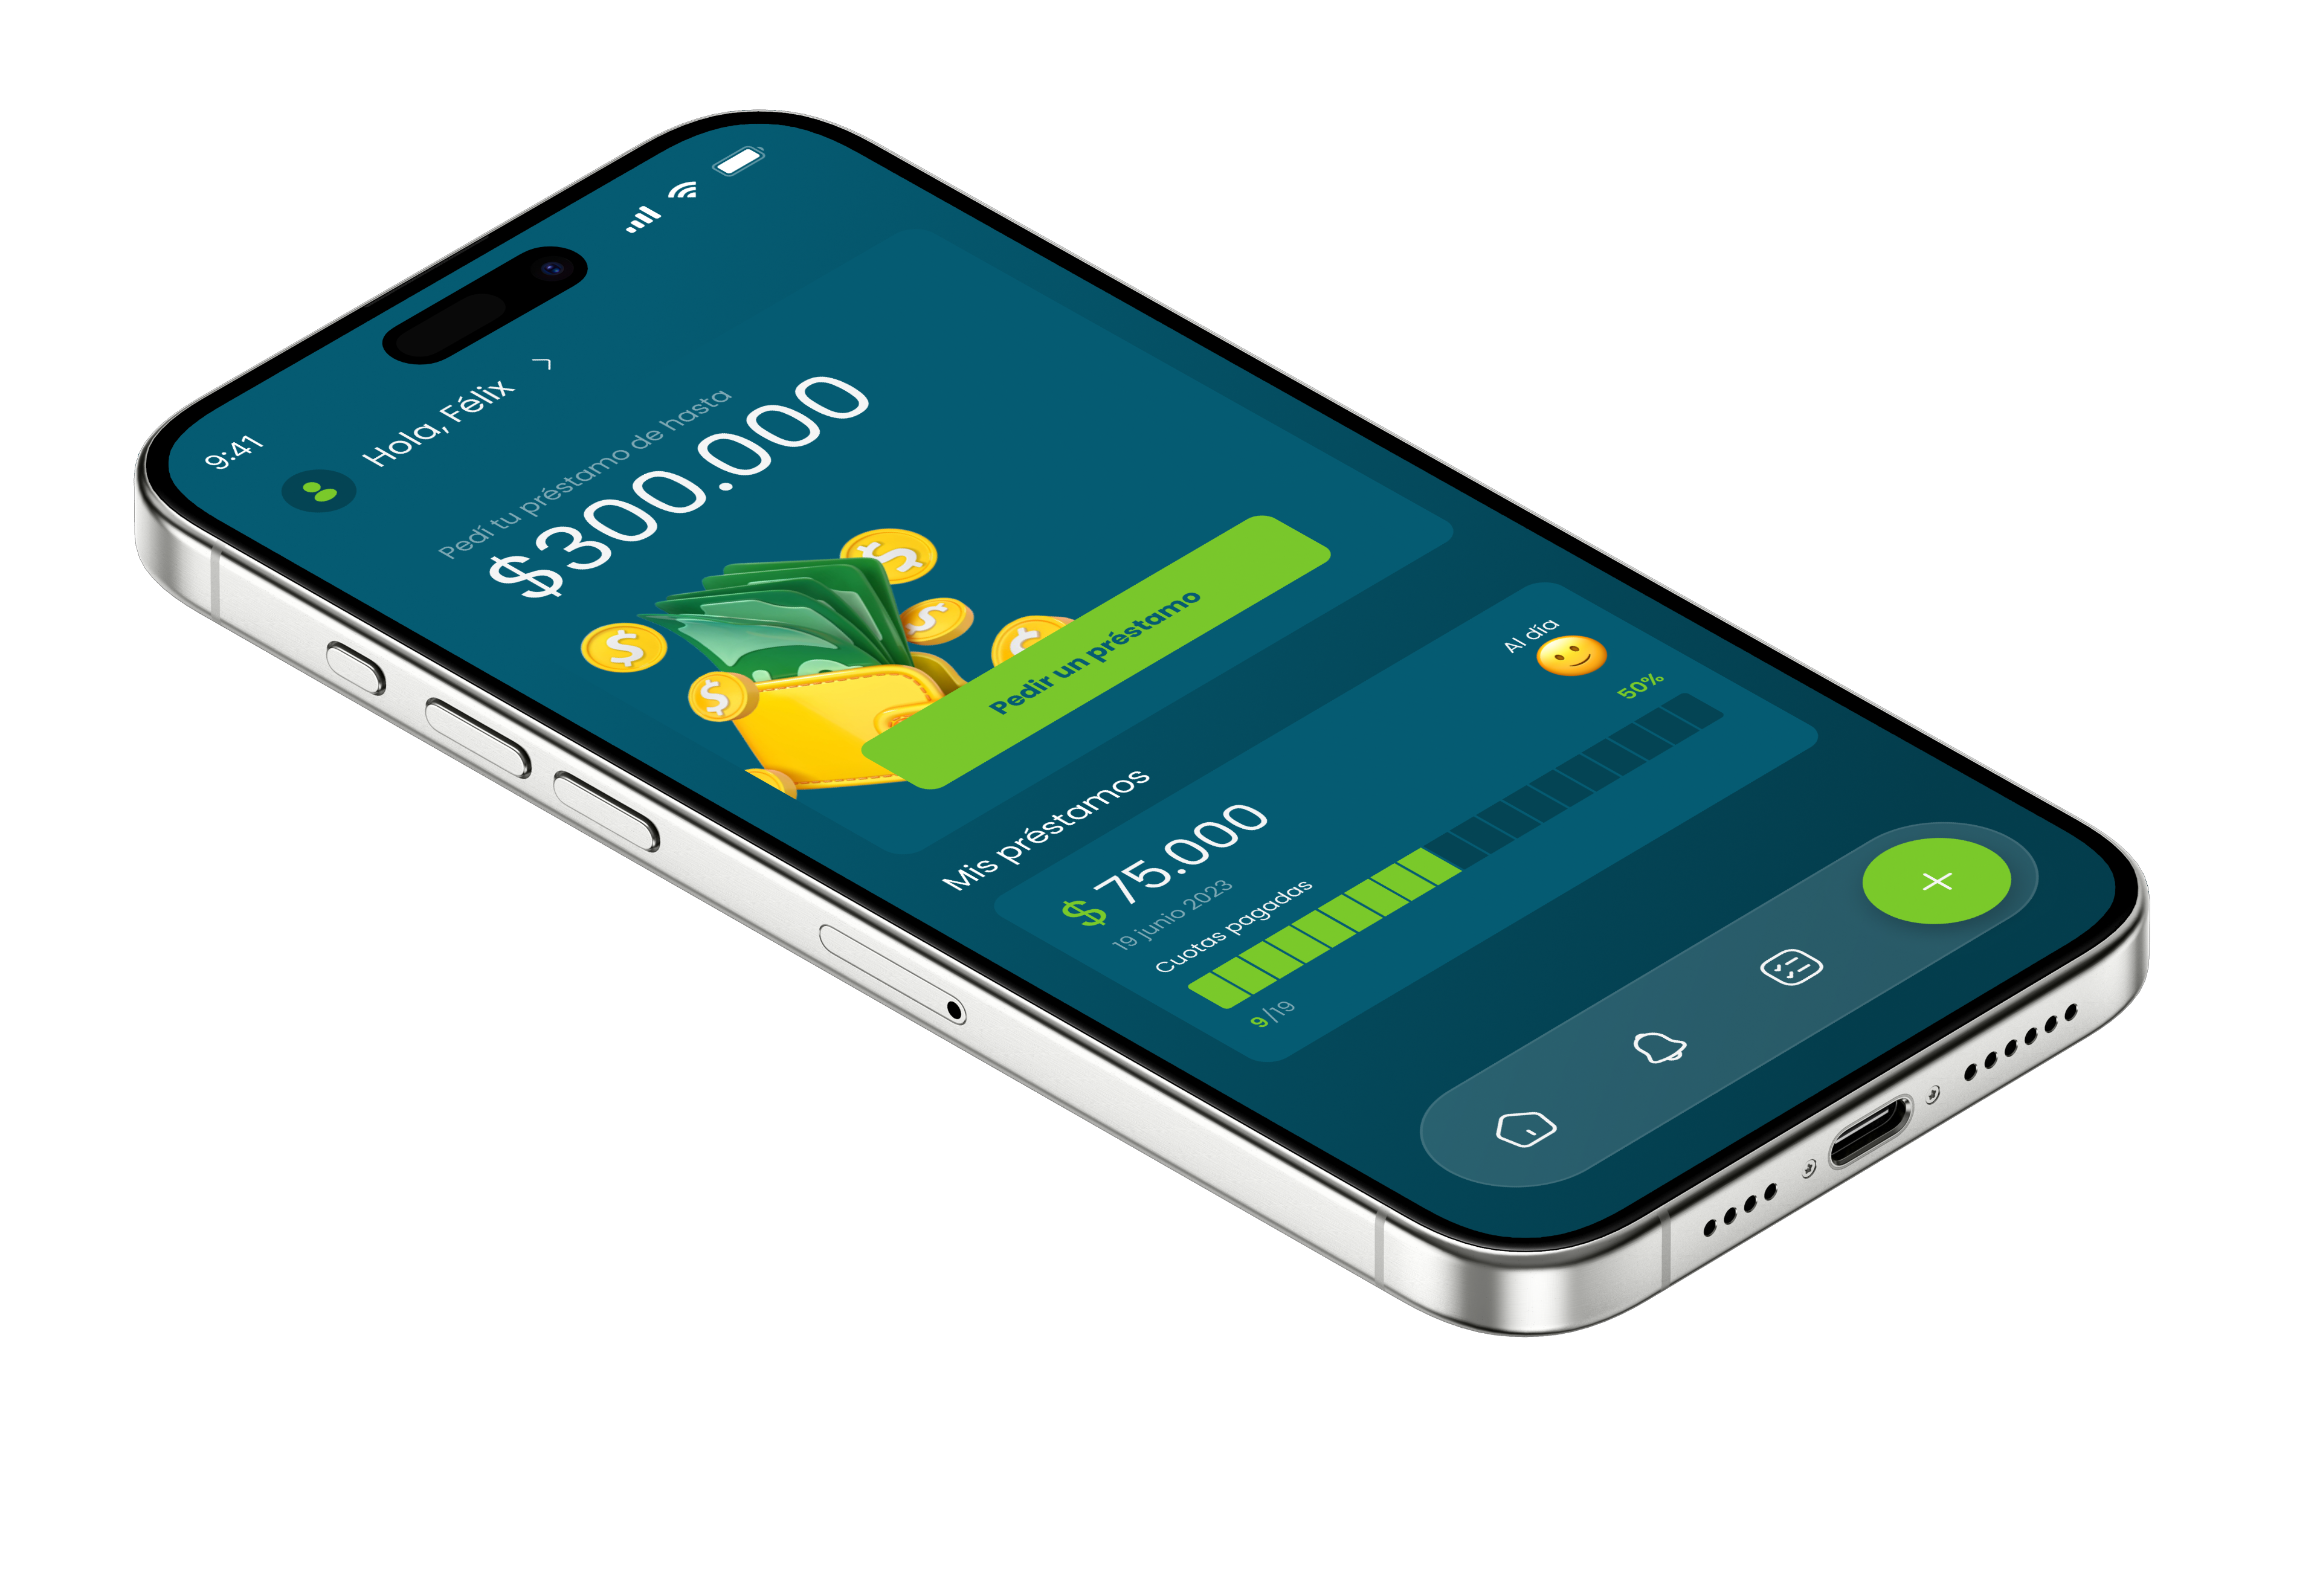 9:41
Hola, Félix
Pedí tu préstamo de hasta
$300.000
Pedir un préstamo
Mis préstamos
$ 75.000
Al día
19 junio 2023
Cuotas pagadas
50%
9/19